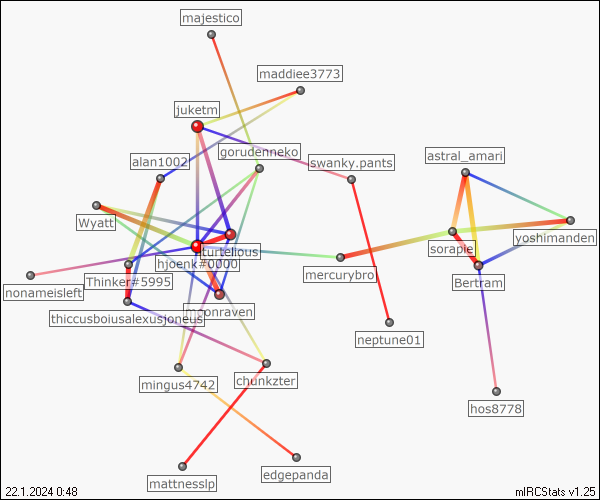 majestico
maddiee3773
juketm
gorudenneko
alan1002
swanky.pants
astral_amari
Wyatt
yoshimanden
sorapie
turtelious
hjoenk#0000
mercurybro
Thinker#5995
Bertram
nonameisleft
moonraven
thiccusboiusalexusjoneus
neptune01
mingus4742
chunkzter
hos8778
mattnesslp
edgepanda
22.1.2024 0:48
mIRCStats v1.25